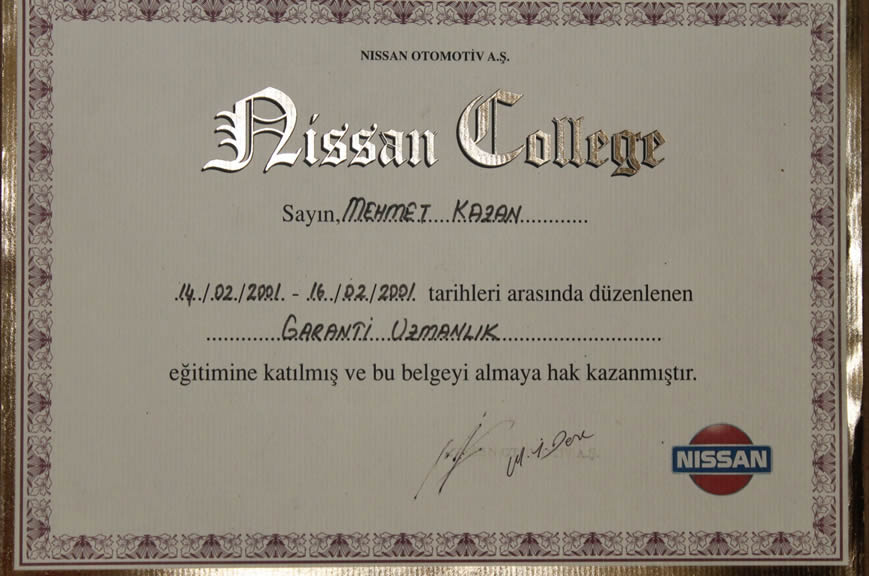 NISSAN OTOMOTİV A.Ş.
Nissan College
Sayın, MEHMET KAZAN
14/02/2001 - 16/02/2001 tarihleri arasında düzenlenen
GARANTİ UZMANLIK
eğitimine katılmış ve bu belgeyi almaya hak kazanmıştır.
NISSAN